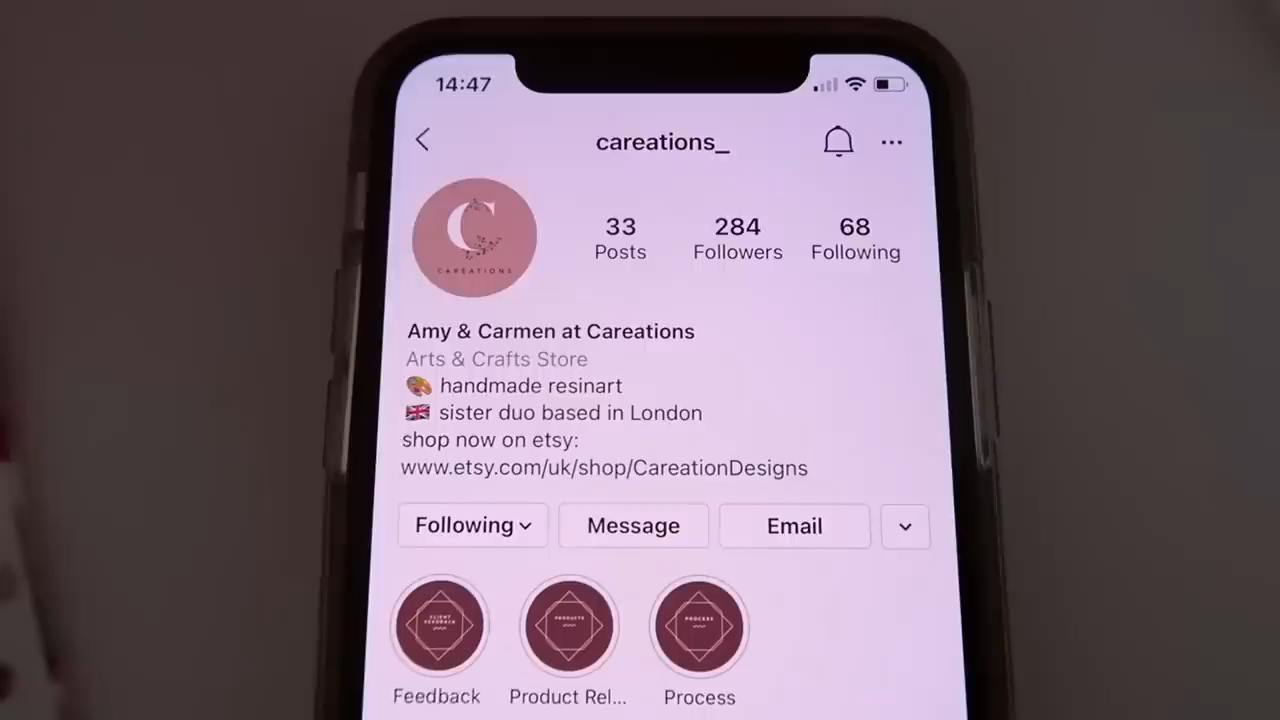 14:47
careations_
C
CAREATIONS
33
Posts
284
Followers
68
Following
Amy & Carmen at Careations
Arts & Crafts Store
🎨 handmade resinart
🇬🇧 sister duo based in London
shop now on etsy:
www.etsy.com/uk/shop/CareationDesigns
Following
Message
Email
CLIENT
FEEDBACK
PRODUCTS
PROCESS
Feedback
Product Rel...
Process